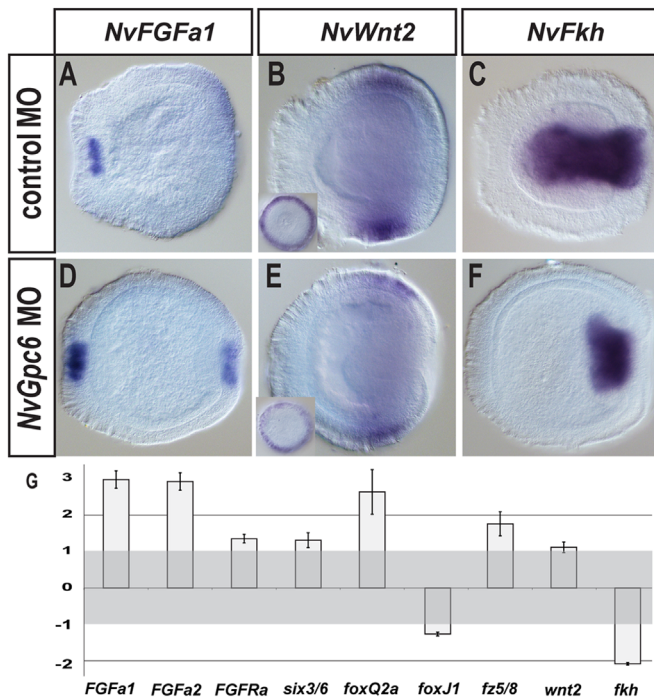 NvFGFa1 NvWnt2 NvFkh
control MO
A B C
NvGpc6 MO
D E F
G
3
2
1
0
-1
-2
FGFa1 FGFa2 FGFRa six3/6 foxQ2a foxJ1 fz5/8 wnt2 fkh